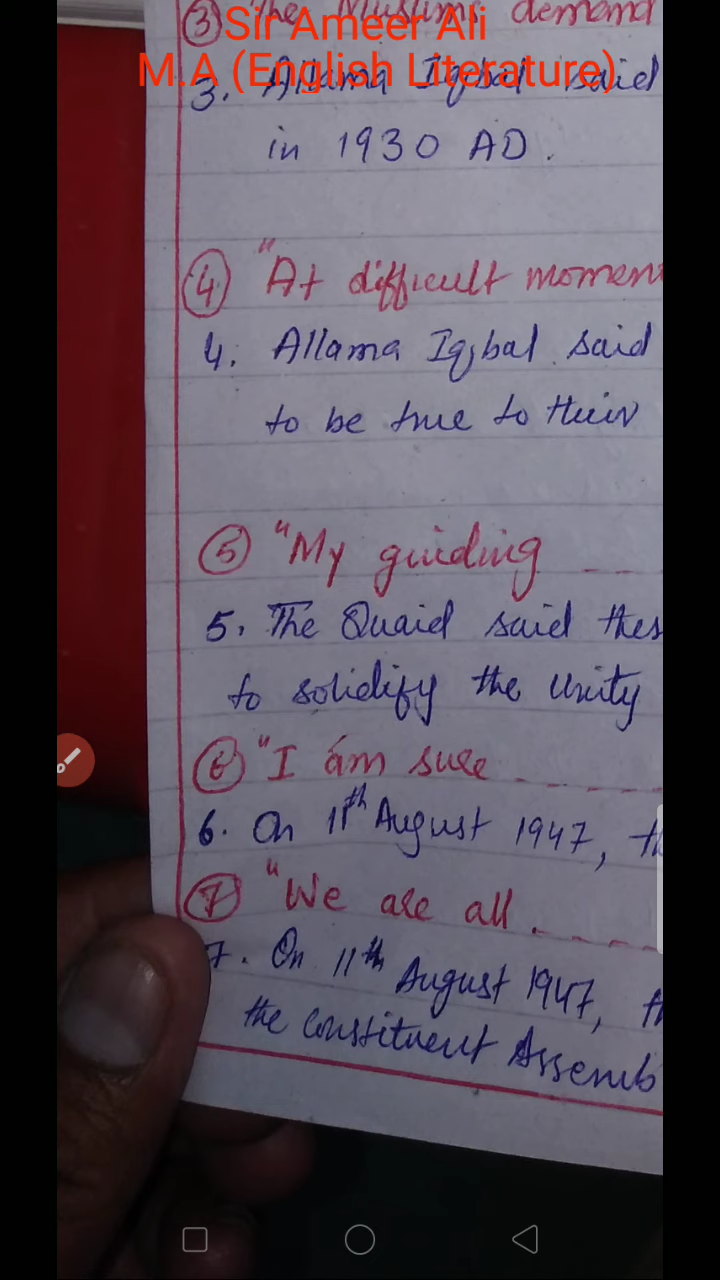 Sir Ameer Ali
M.A (English Literature)
③ The Muslims demand
3. Allama Iqbal said
in 1930 AD.
④ "At difficult momen
4. Allama Iqbal said
to be true to their
⑤ "My guiding _ _
5. The Quaid said thes
to solidify the Unity
⑥ "I am sure _ _ _ _
6. On 11th August 1947, th
⑦ "We are all . _ _ _ _
7. On 11th August 1947, th
the constituent Assemb